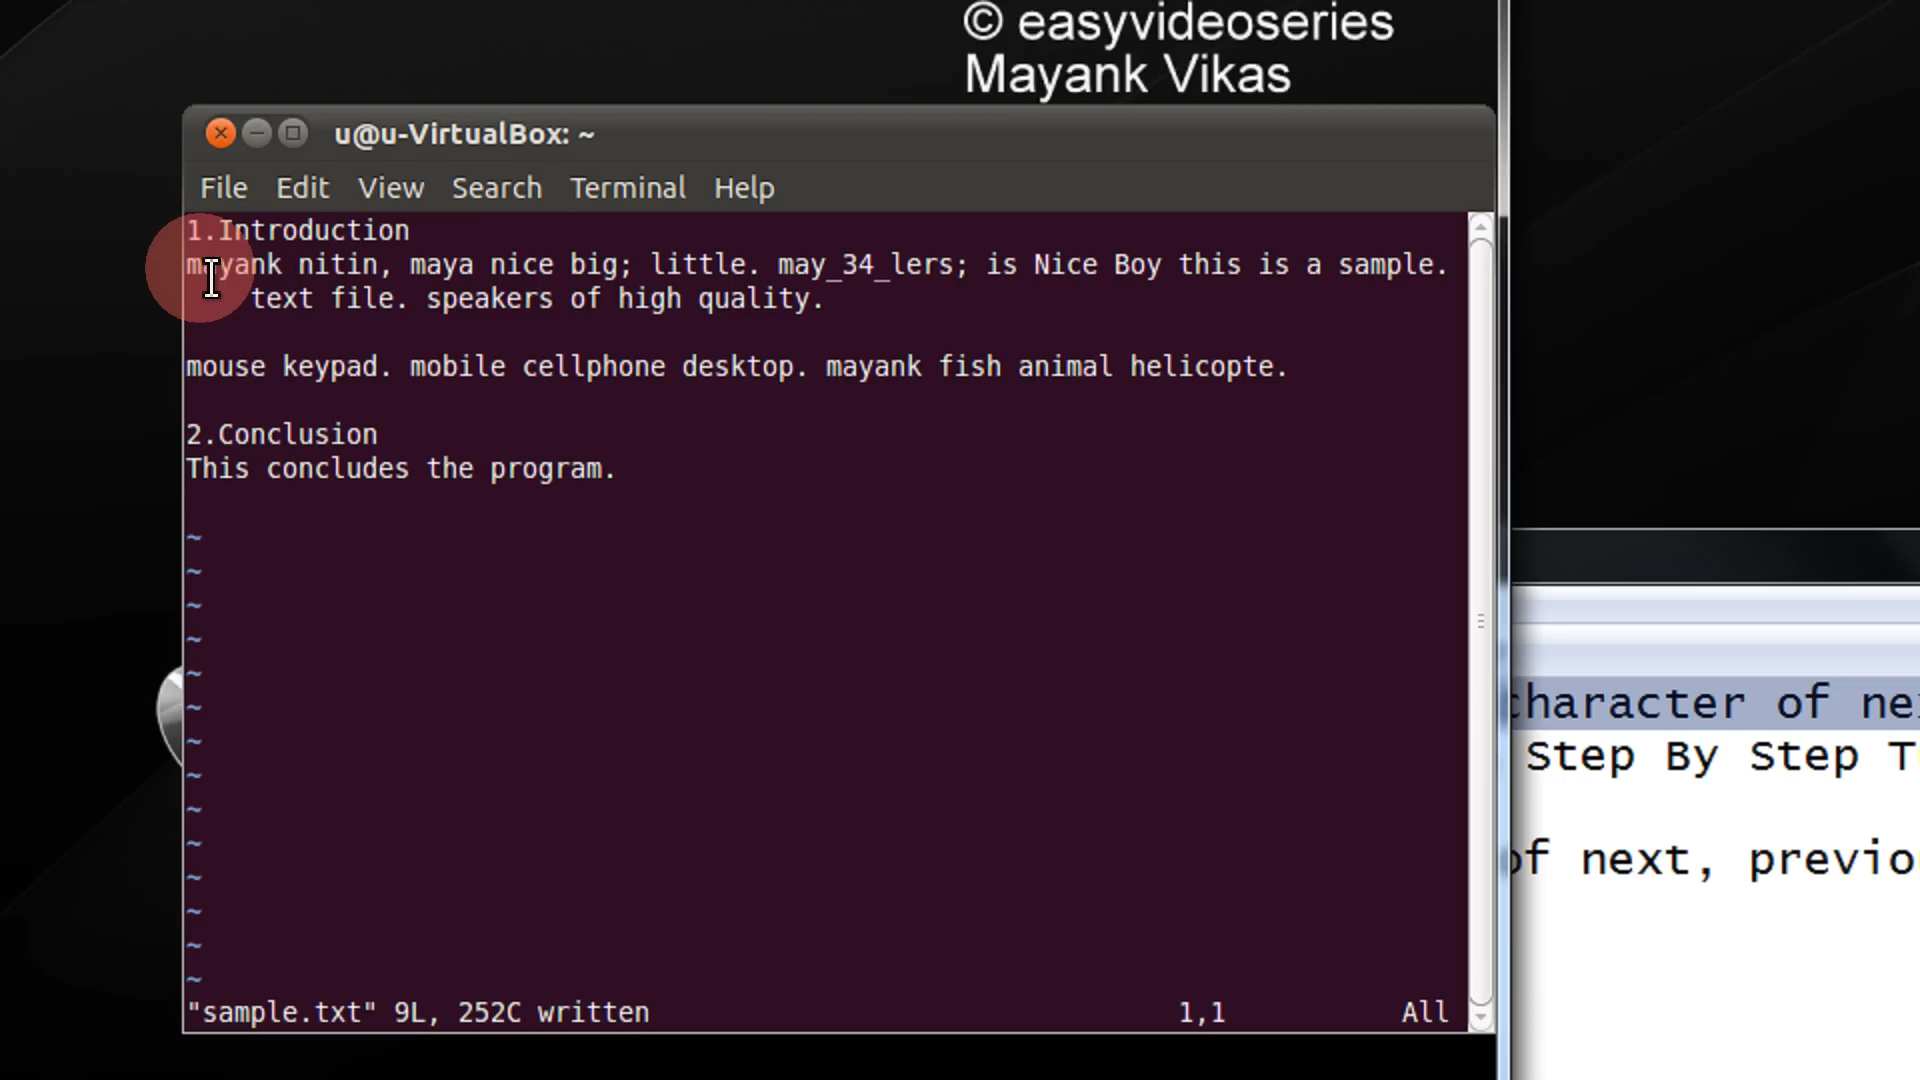 © easyvideoseries
Mayank Vikas
u@u-VirtualBox: ~
File Edit View Search Terminal Help
1.Introduction
mayank nitin, maya nice big; little. may_34_lers; is Nice Boy this is a sample.
text file. speakers of high quality.
mouse keypad. mobile cellphone desktop. mayank fish animal helicopte.
2.Conclusion
This concludes the program.
~
~
~
~
~
~
~
~
~
~
~
~
~
~
"sample.txt" 9L, 252C written 1,1 All
character of
Step By Step
of next,